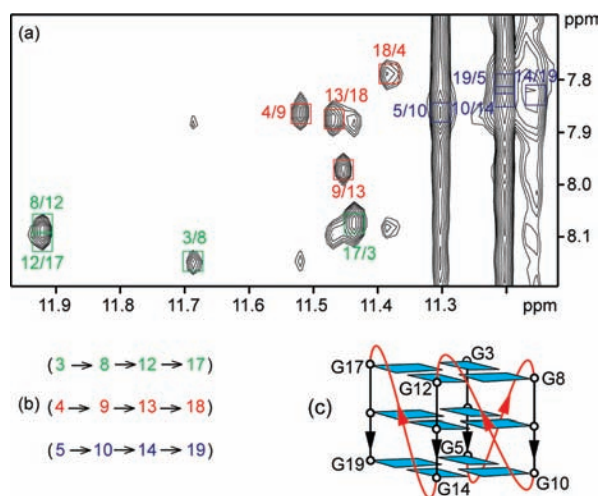 (a)
ppm
18/4
7.8
19/5 14/19
4/9 13/18
5/10 10/14
7.9
9/13
8.0
8/12
3/8
17/3
8.1
12/17
11.9 11.8 11.7 11.6 11.5 11.4 11.3 ppm
(3 → 8 → 12 → 17)
(b) (4 → 9 → 13 → 18)
(5 → 10 → 14 → 19)
(c)
G3
G17
G12 G8
G5
G19
G14 G10